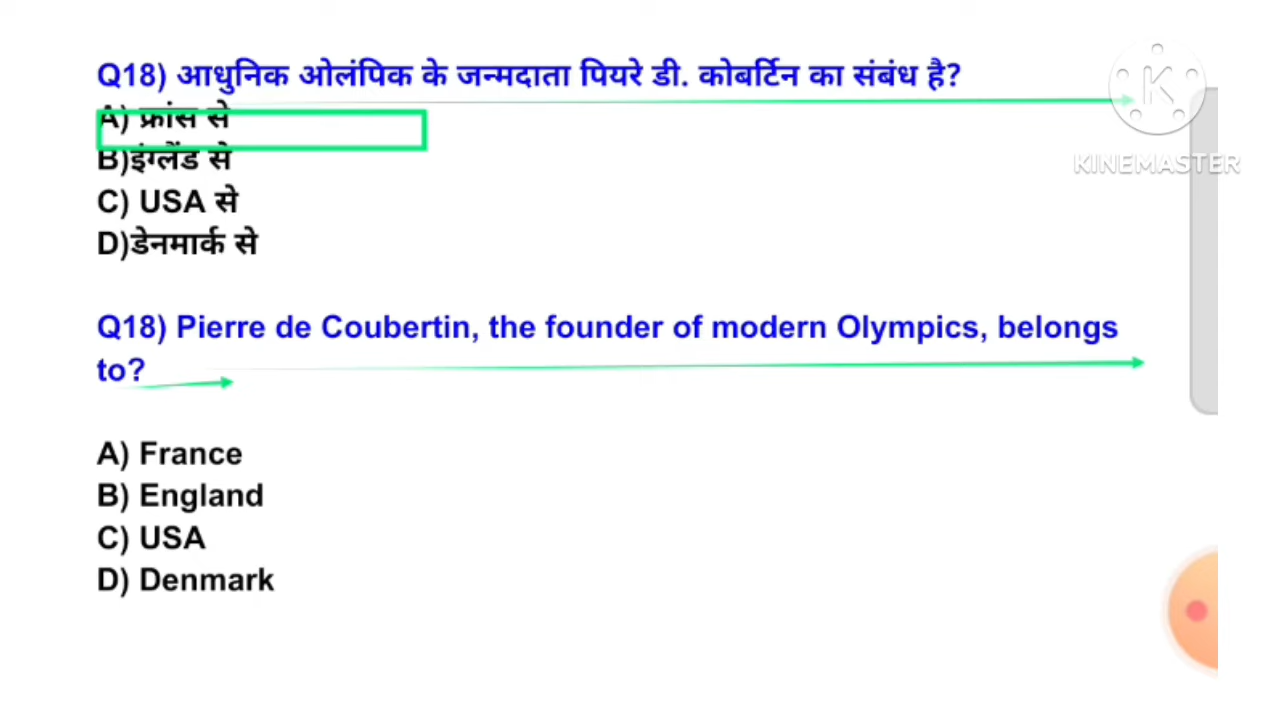 Q18) आधुनिक ओलंपिक के जन्मदाता पियरे डी. कोबर्टिन का संबंध है?
A) फ्रांस से
B)इंग्लैंड से
C) USA से
D)डेनमार्क से
Q18) Pierre de Coubertin, the founder of modern Olympics, belongs
to?
A) France
B) England
C) USA
D) Denmark
K
KINEMASTER